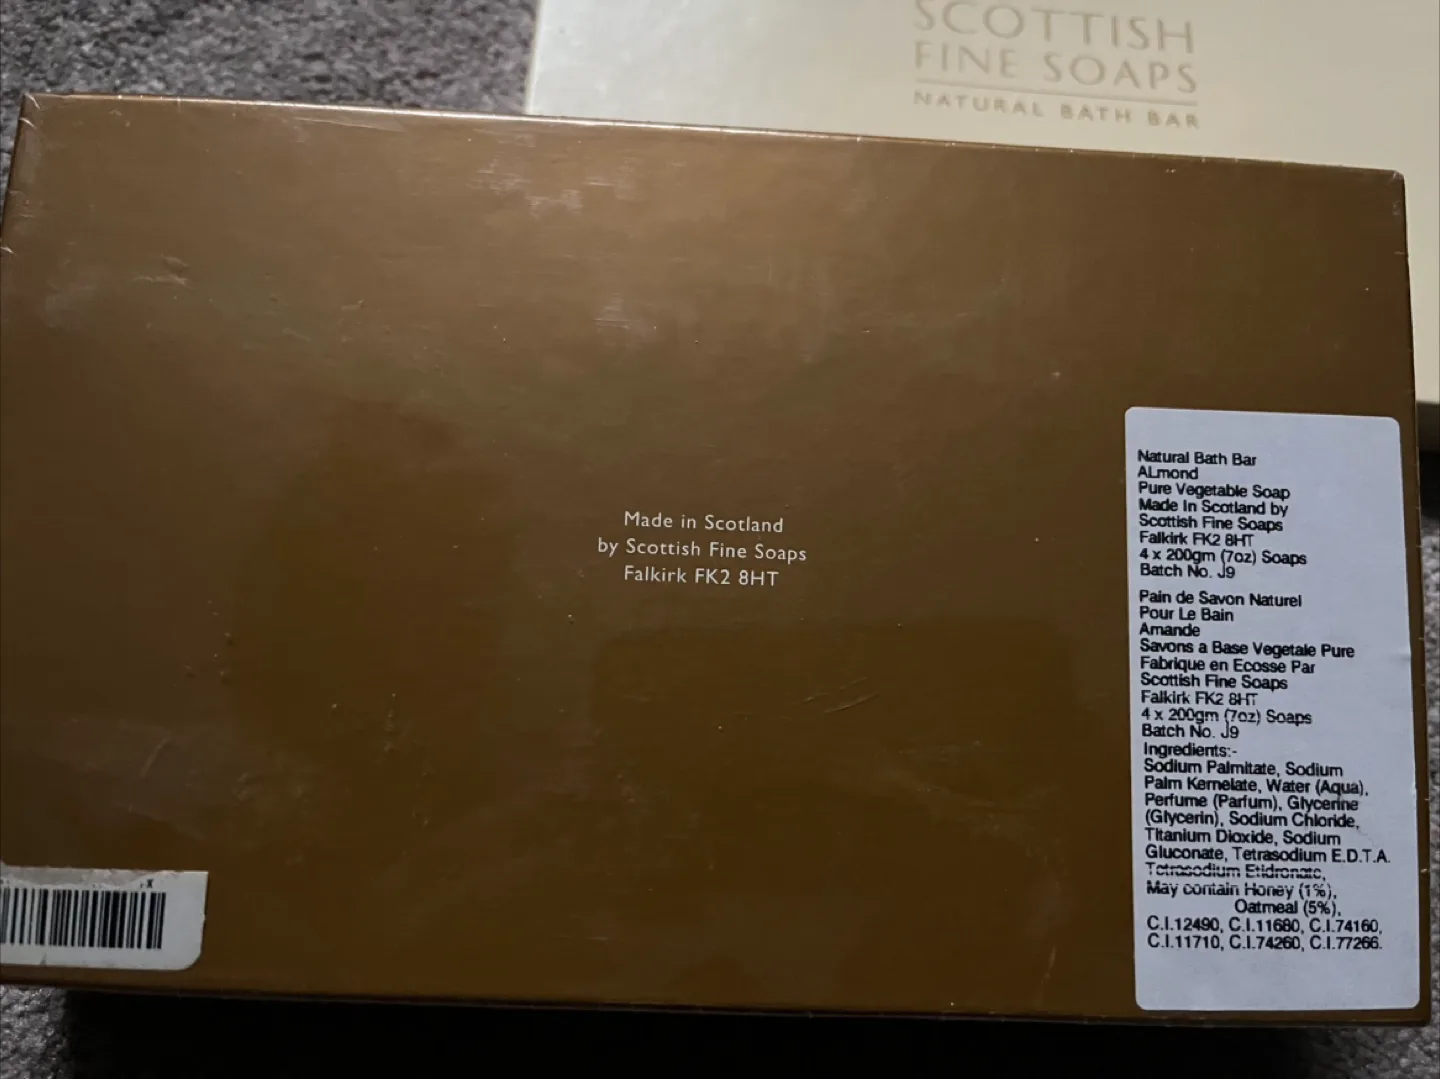 SCOTTISH
FINE SOAPS
NATURAL BATH BAR
Made in Scotland
by Scottish Fine Soaps
Falkirk FK2 8HT
Natural Bath Bar
ALmond
Pure Vegetable Soap
Made In Scotland by
Scottish Fine Soaps
Falkirk FK2 8HT
4 x 200gm (7oz) Soaps
Batch No. J9
Pain de Savon Naturel
Pour Le Bain
Amande
Savons a Base Vegetale Pure
Fabrique en Ecosse Par
Scottish Fine Soaps
Falkirk FK2 8HT
4 x 200gm (7oz) Soaps
Batch No. J9
Ingredients:-
Sodium Palmitate, Sodium
Palm Kernelate, Water (Aqua),
Perfume (Parfum), Glycerine
(Glycerin), Sodium Chloride,
Titanium Dioxide, Sodium
Gluconate, Tetrasodium E.D.T.A.
Tetrasodium Etidronate,
May contain Honey (1%),
Oatmeal (5%),
C.I.12490, C.I.11680, C.I.74160,
C.I.11710, C.I.74260, C.I.77266.
X